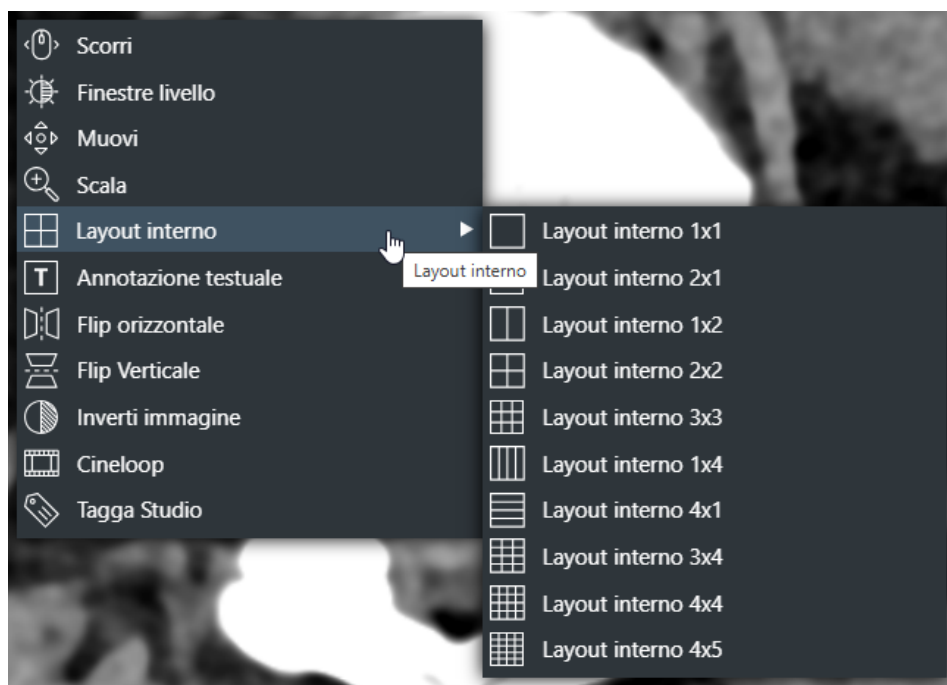 Scorri
Finestre livello
Muovi
Scala
Layout interno
T Annotazione testuale
Flip orizzontale
Flip Verticale
Inverti immagine
Cineloop
Tagga Studio
Layout interno
Layout interno 1x1
Layout interno 2x1
Layout interno 1x2
Layout interno 2x2
Layout interno 3x3
Layout interno 1x4
Layout interno 4x1
Layout interno 3x4
Layout interno 4x4
Layout interno 4x5